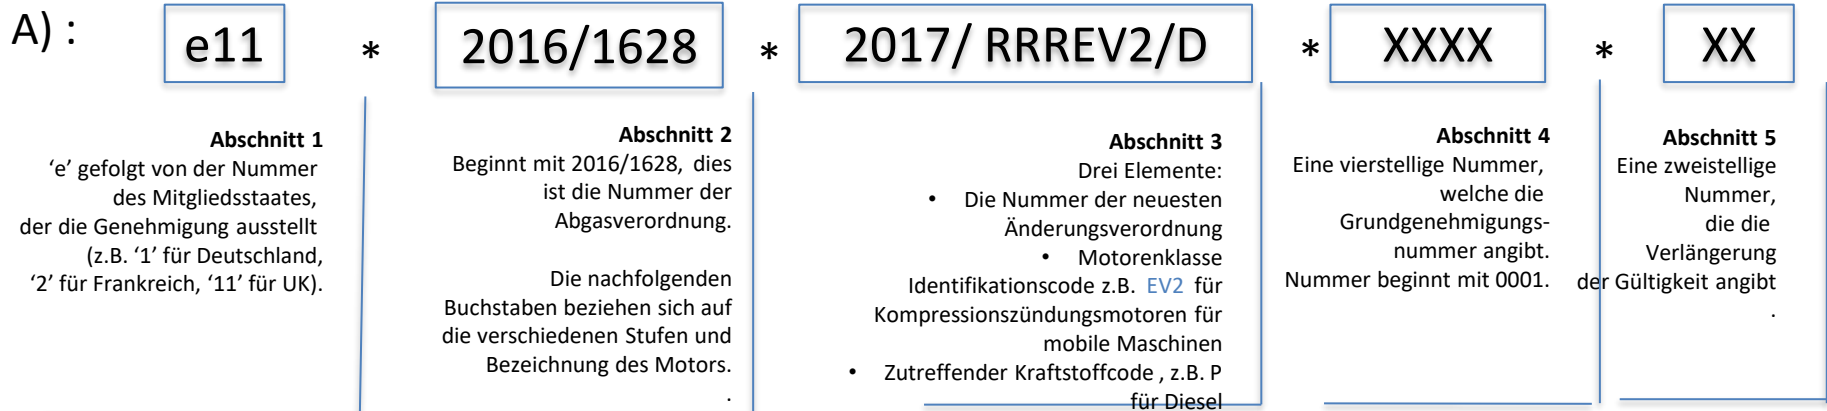 A) :
e11 * 2016/1628 * 2017/ RRREV2/D * XXXX * XX
Abschnitt 1
‘e’ gefolgt von der Nummer
des Mitgliedsstaates,
der die Genehmigung ausstellt
(z.B. ‘1’ für Deutschland,
‘2’ für Frankreich, ‘11’ für UK).
Abschnitt 2
Beginnt mit 2016/1628, dies
ist die Nummer der
Abgasverordnung.
Die nachfolgenden
Buchstaben beziehen sich auf
die verschiedenen Stufen und
Bezeichnung des Motors.
.
Abschnitt 3
Drei Elemente:
• Die Nummer der neuesten
Änderungsverordnung
• Motorenklasse
Identifikationscode z.B. EV2 für
Kompressionszündungsmotoren für
mobile Maschinen
• Zutreffender Kraftstoffcode , z.B. P
für Diesel
Abschnitt 4
Eine vierstellige Nummer,
welche die
Grundgenehmigungs-
nummer angibt.
Nummer beginnt mit 0001.
Abschnitt 5
Eine zweistellige
Nummer,
die die
Verlängerung
der Gültigkeit angibt
.